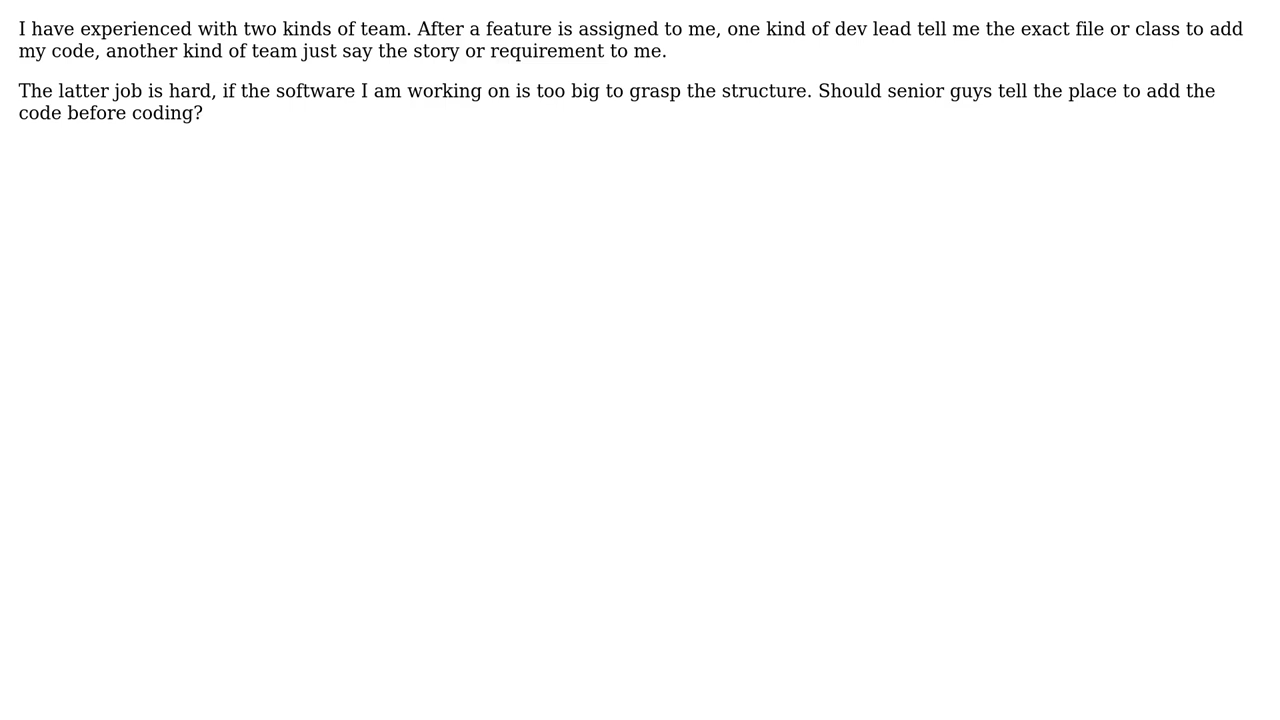 I have experienced with two kinds of team. After a feature is assigned to me, one kind of dev lead tell me the exact file or class to add
my code, another kind of team just say the story or requirement to me.
The latter job is hard, if the software I am working on is too big to grasp the structure. Should senior guys tell the place to add the
code before coding?